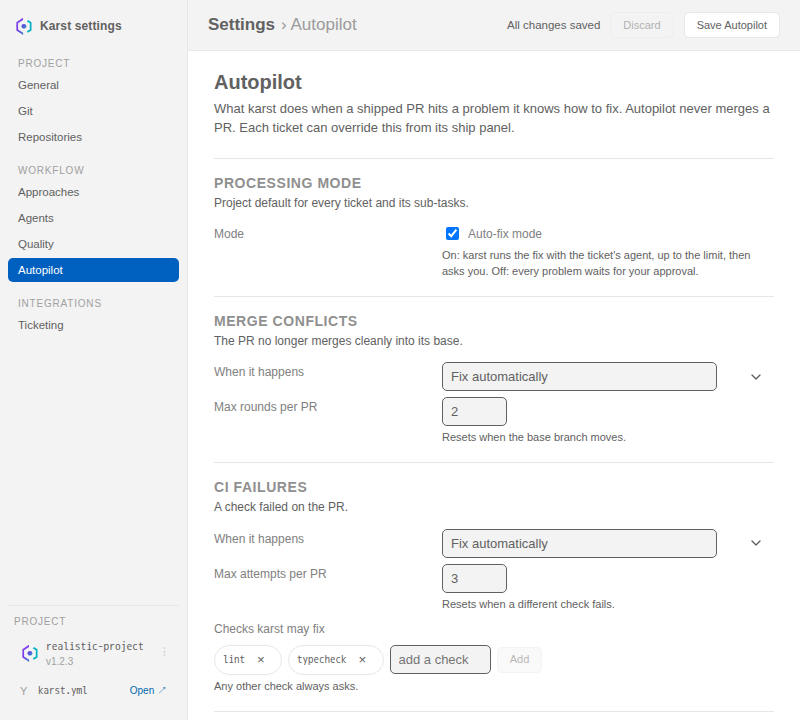 Karst settings
PROJECT
General
Git
Repositories
WORKFLOW
Approaches
Agents
Quality
Autopilot
INTEGRATIONS
Ticketing
PROJECT
realistic-project
v1.2.3
Y karst.yml Open ↗
Settings › Autopilot
All changes saved Discard Save Autopilot
Autopilot
What karst does when a shipped PR hits a problem it knows how to fix. Autopilot never merges a
PR. Each ticket can override this from its ship panel.
PROCESSING MODE
Project default for every ticket and its sub-tasks.
Mode Auto-fix mode
On: karst runs the fix with the ticket's agent, up to the limit, then
asks you. Off: every problem waits for your approval.
MERGE CONFLICTS
The PR no longer merges cleanly into its base.
When it happens Fix automatically
Max rounds per PR 2
Resets when the base branch moves.
CI FAILURES
A check failed on the PR.
When it happens Fix automatically
Max attempts per PR 3
Resets when a different check fails.
Checks karst may fix
lint × typecheck × add a check Add
Any other check always asks.